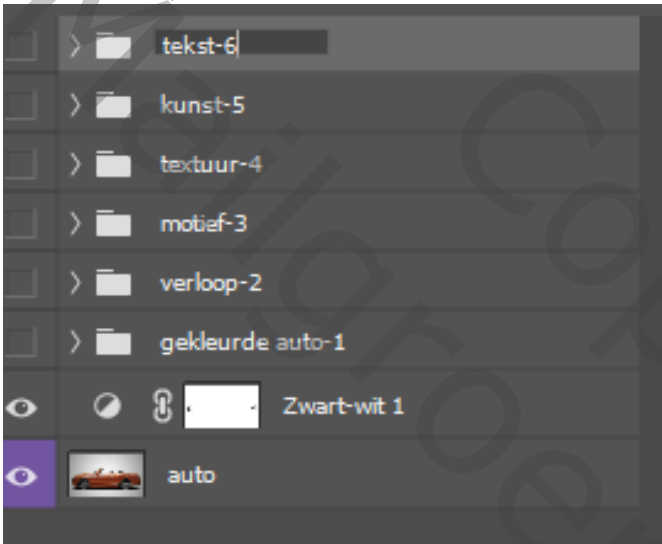 tekst-6
kunst-5
textuur-4
motief-3
verloop-2
gekleurde auto-1
Zwart-wit 1
auto